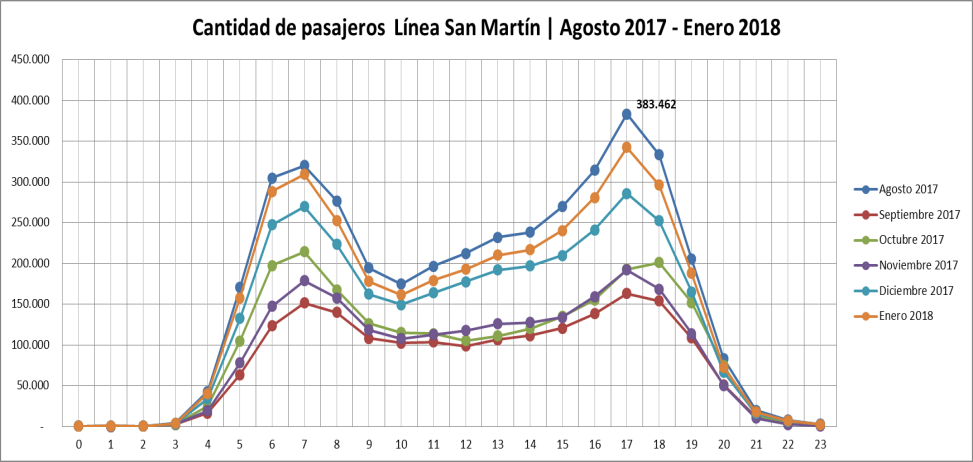 Cantidad de pasajeros Línea San Martín | Agosto 2017 - Enero 2018
450.000
400.000
350.000
300.000
250.000
200.000
150.000
100.000
50.000
-
383.462
0 1 2 3 4 5 6 7 8 9 10 11 12 13 14 15 16 17 18 19 20 21 22 23
Agosto 2017
Septiembre 2017
Octubre 2017
Noviembre 2017
Diciembre 2017
Enero 2018